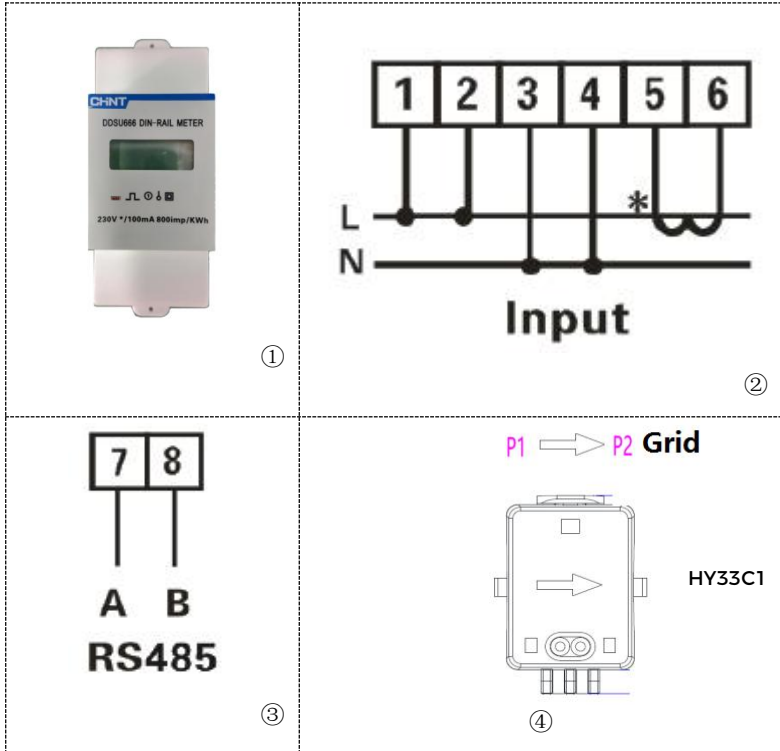 CHNT
DDSU666 DIN-RAIL METER
230V */100mA 800imp/KWh
①
1 2 3 4 5 6
*
L
N
Input
②
7 8
A B
RS485
③
P1 P2 Grid
HY33C1
④